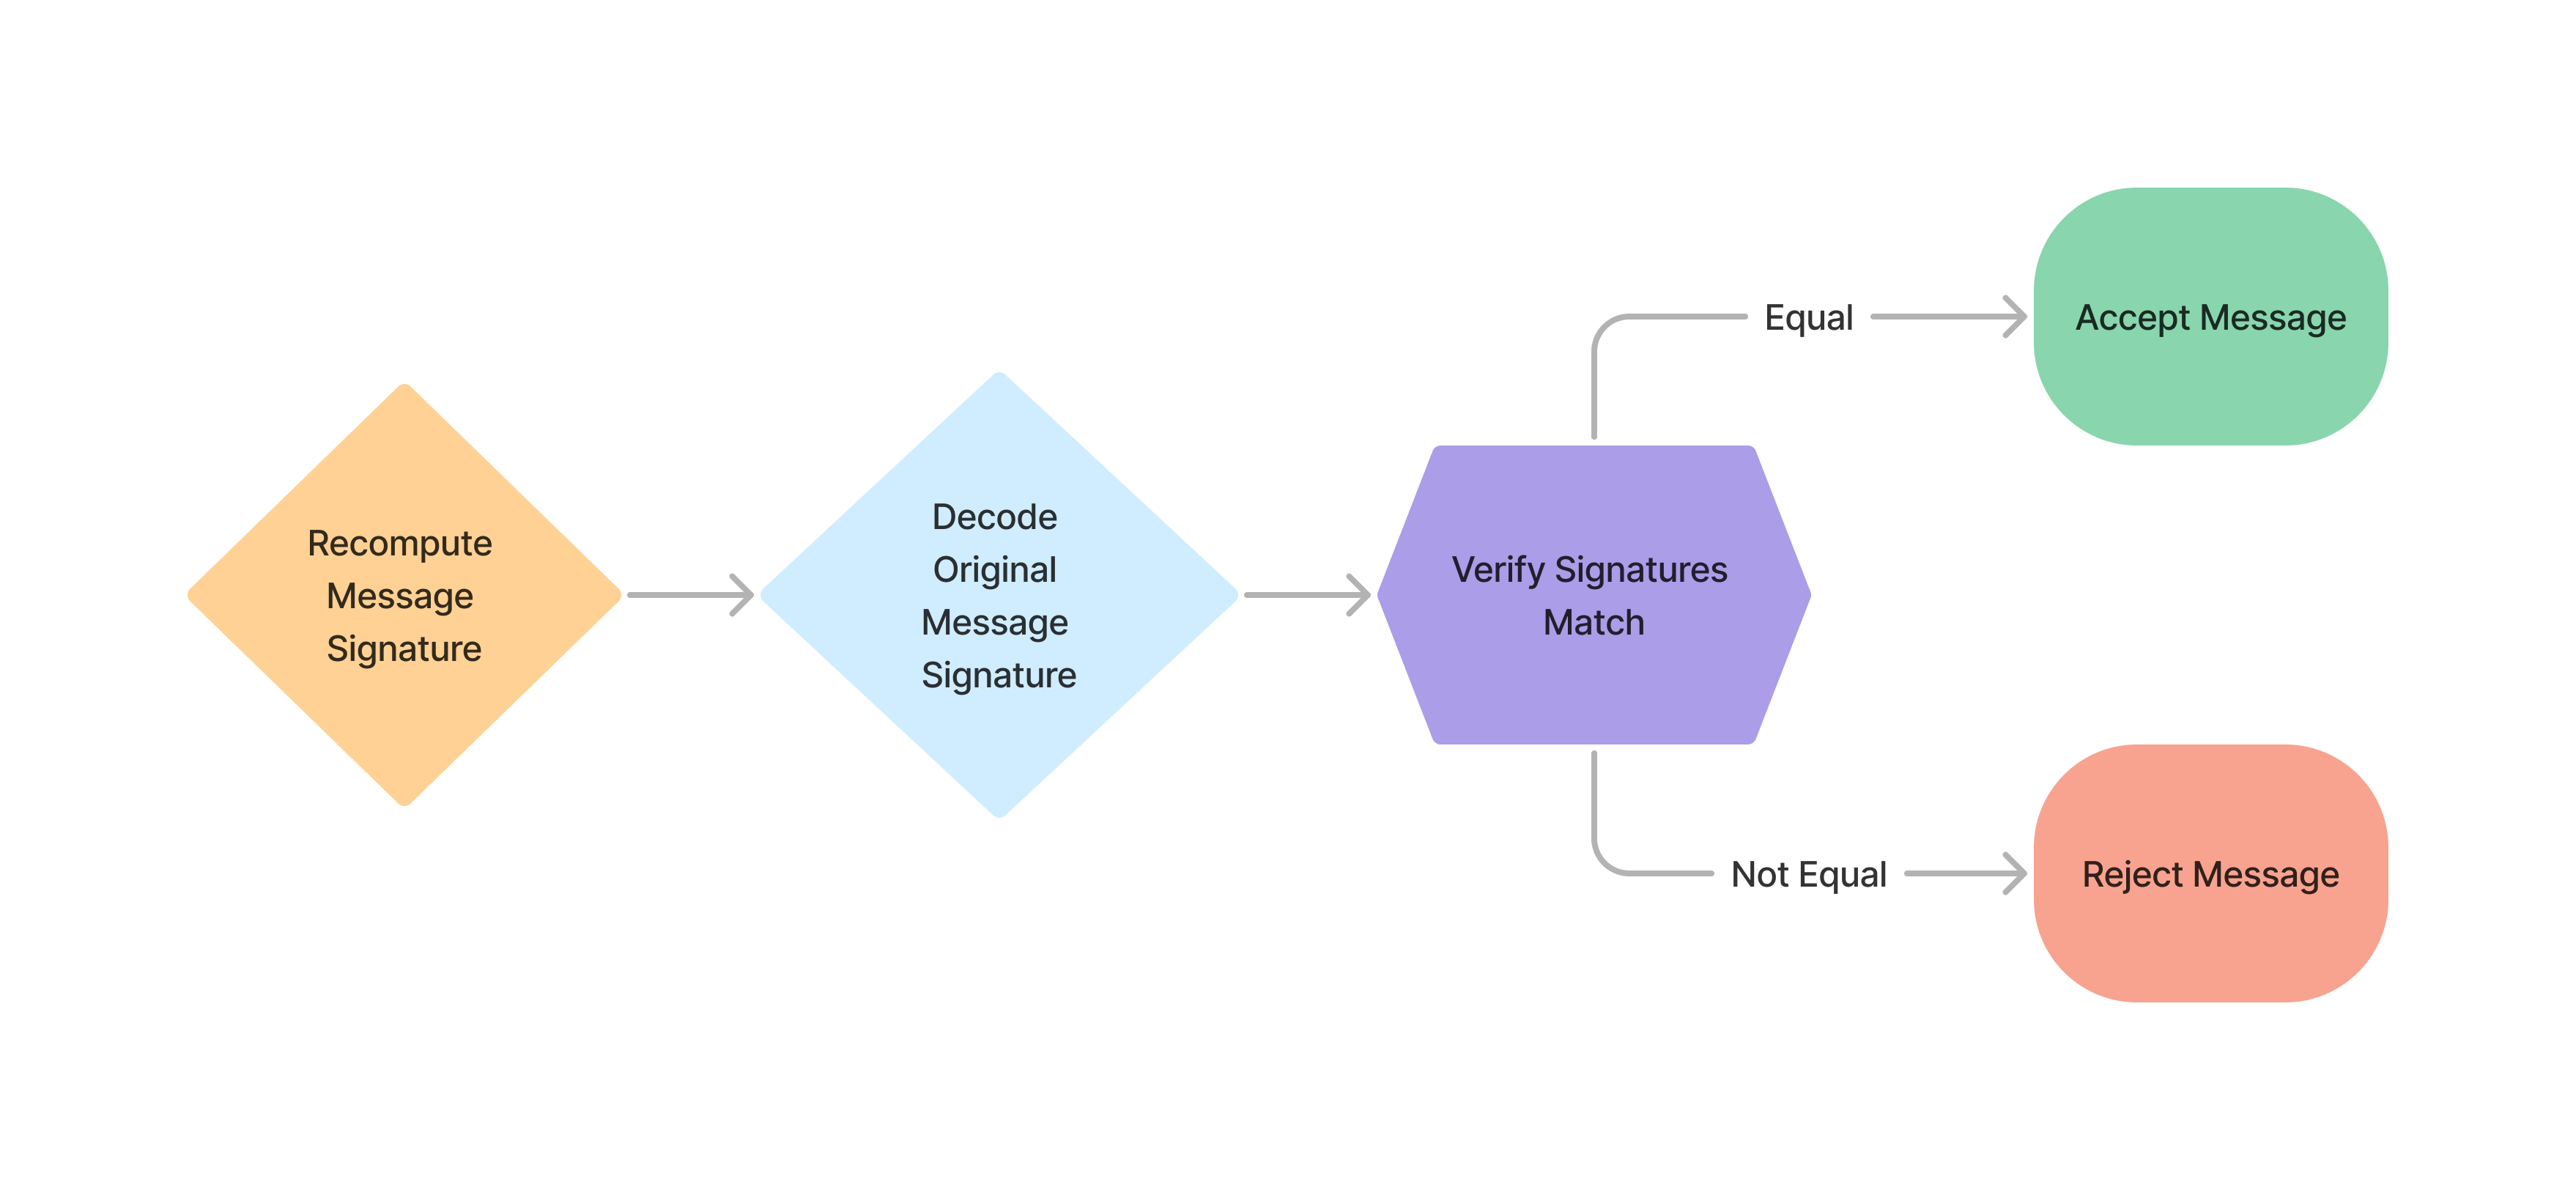 Recompute
Message
Signature
Decode
Original
Message
Signature
Verify Signatures
Match
Equal
Accept Message
Not Equal
Reject Message